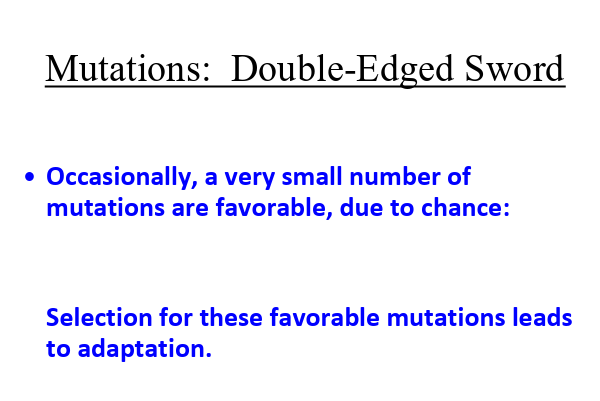 Mutations:  Double-Edged Sword
• Occasionally, a very small number of
mutations are favorable, due to chance:
Selection for these favorable mutations leads
to adaptation.